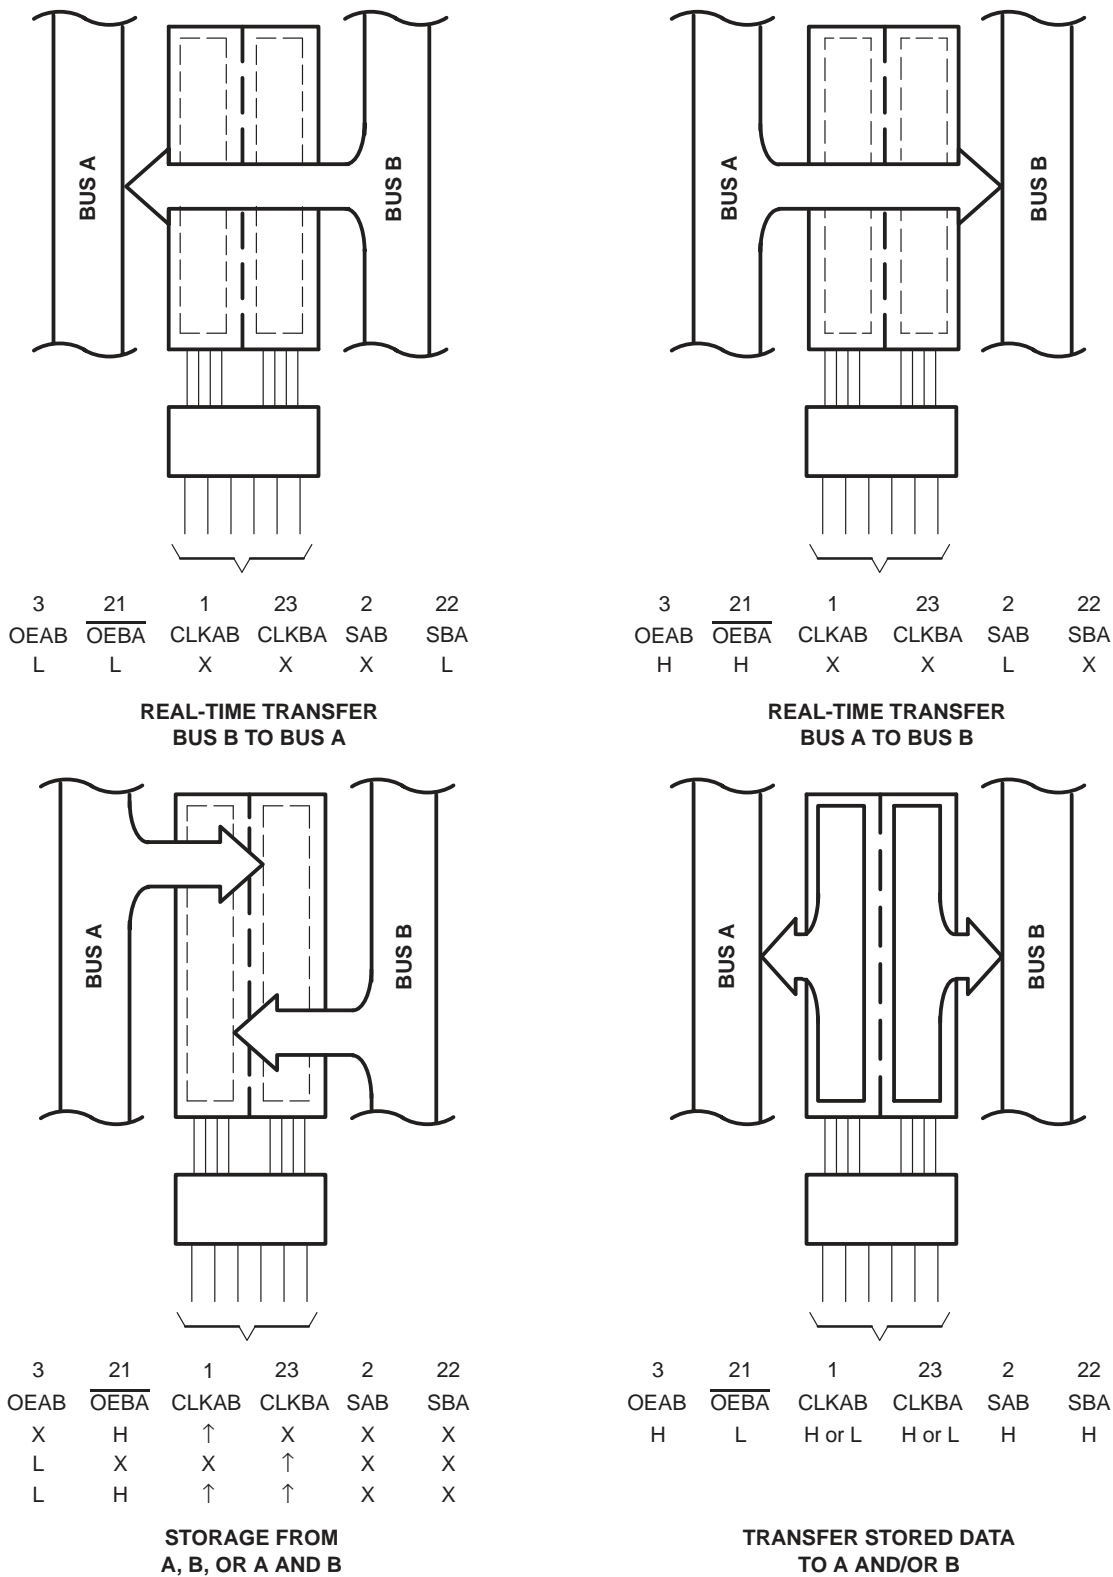 BUS A
BUS B
3 21 1 23 2 22
OEAB OEBA CLKAB CLKBA SAB SBA
L L X X X L
REAL-TIME TRANSFER
BUS B TO BUS A
BUS A
BUS B
3 21 1 23 2 22
OEAB OEBA CLKAB CLKBA SAB SBA
H H X X L X
REAL-TIME TRANSFER
BUS A TO BUS B
BUS A
BUS B
3 21 1 23 2 22
OEAB OEBA CLKAB CLKBA SAB SBA
X H ↑ X X X
L X X ↑ X X
L H ↑ ↑ X X
STORAGE FROM
A, B, OR A AND B
BUS A
BUS B
3 21 1 23 2 22
OEAB OEBA CLKAB CLKBA SAB SBA
H L H or L H or L H H
TRANSFER STORED DATA
TO A AND/OR B